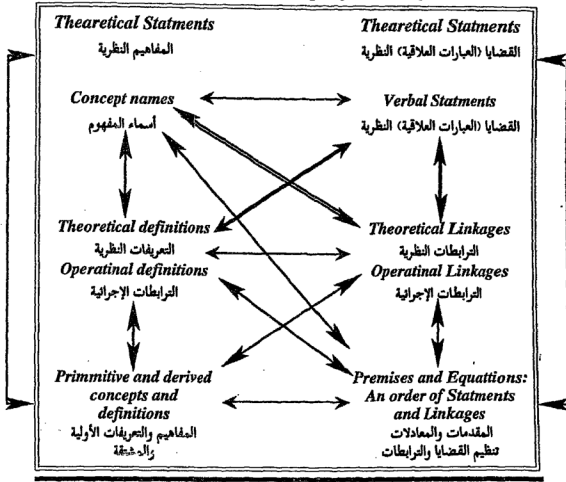 Thearetical Statments
المفاهيم النظرية
Thearetical Statments
القضايا (العبارات العلاقية) النظرية
Concept names
أسماء المفهوم
Verbal Statments
القضايا (العبارات العلاقية) النظرية
Theoretical definitions
التعريفات النظرية
Operatinal definitions
الترابطات الإجرائية
Theoretical Linkages
الترابطات النظرية
Operatinal Linkages
الترابطات الإجرائية
Primmitive and derived
concepts and
definitions
المفاهيم والتعريفات الأولية
والمشتقة
Premises and Equattions:
An order of Statments
and Linkages
المقدمات والمعادلات
تنظيم القضايا والترابطات